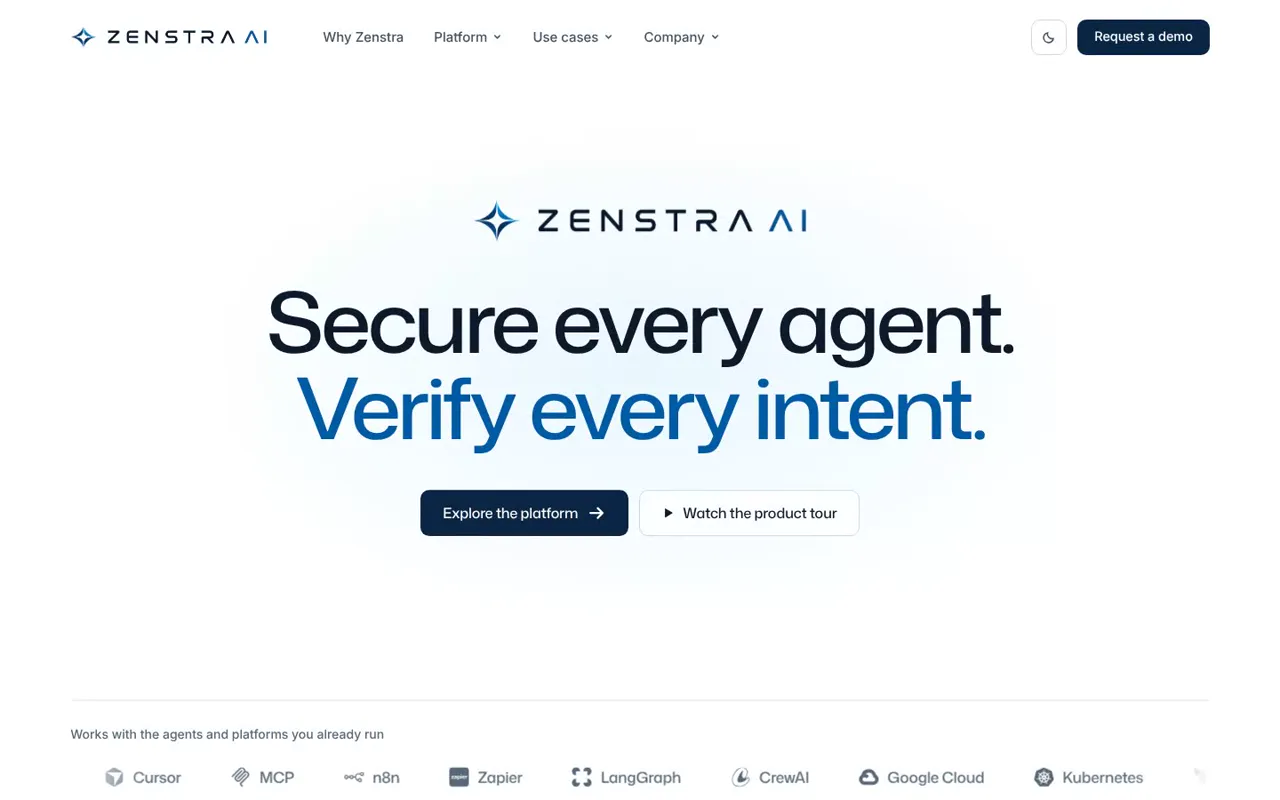 ZENSTRA AI
Why Zenstra
Platform
Use cases
Company
Request a demo
ZENSTRA AI
Secure every agent.
Verify every intent.
Explore the platform
Watch the product tour
Works with the agents and platforms you already run
Cursor
MCP
n8n
zapier
Zapier
LangGraph
CrewAI
Google Cloud
Kubernetes